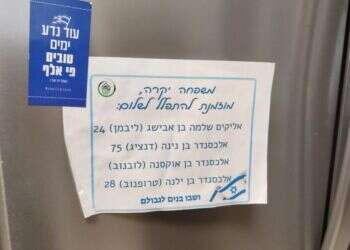 עוד נדע
ימים
טובים
פי אלף
משפחה יקרה,
מוזמנת להתפלל לשלום:
אליקים שלמה בן אבישג (ליבמן) 24
אלכסנדר בן נינה (דנציג) 75
אלכסנדר בן אוקסנה (לובנוב)
אלכסנדר בן ילנה (טרופנוב) 28
ושבו בנים לגבולם